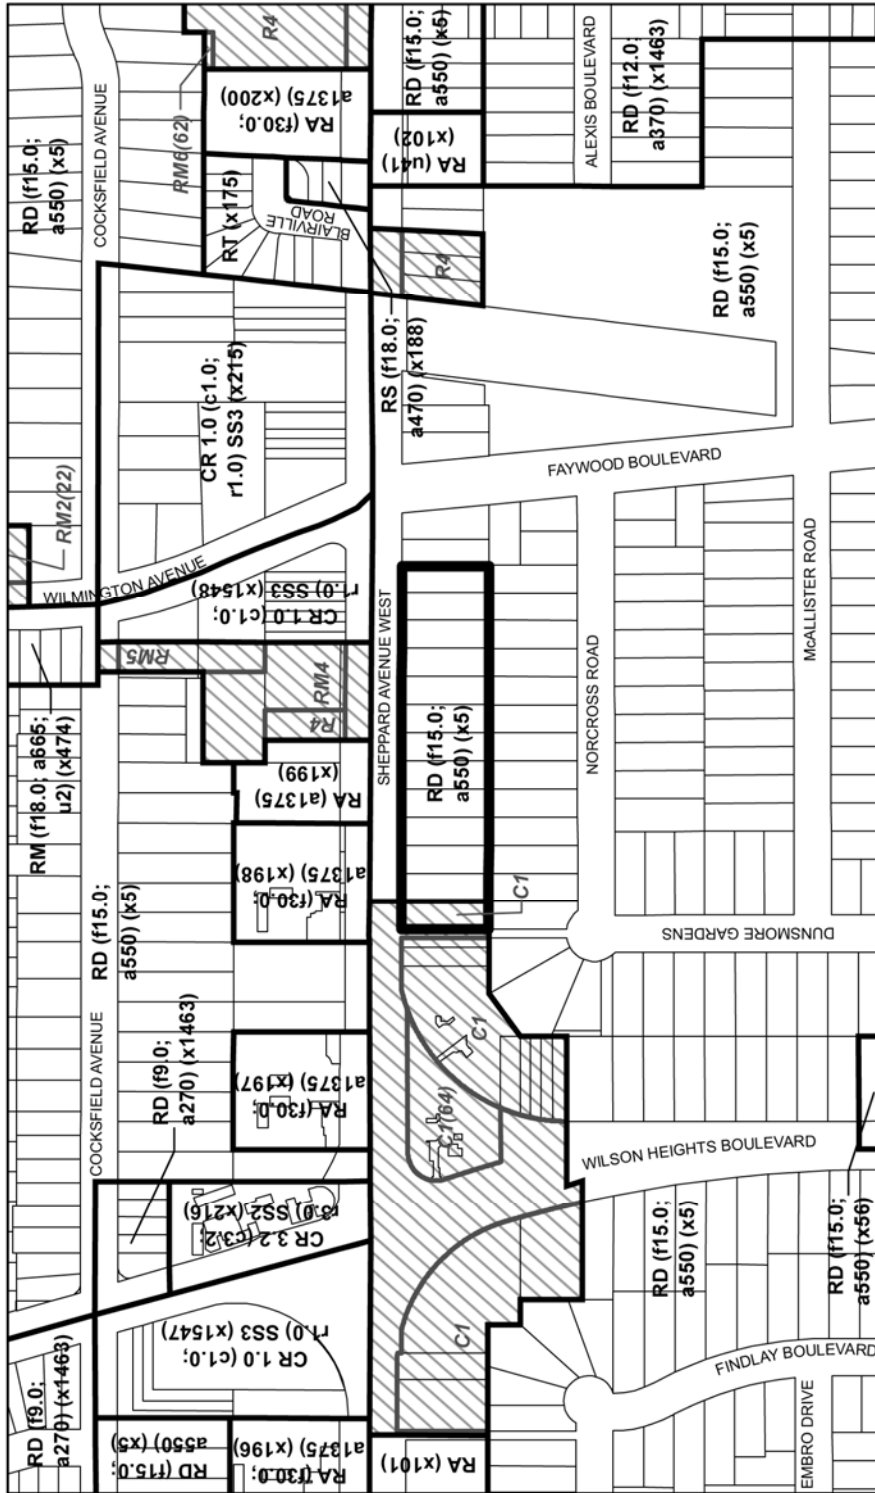 R4
RD (f15.0;
a550) (x5)
COCKSFIELD AVENUE
RM6(62)
RA (f30.0;
a1375) (x200)
RD (f15.0;
a550) (x5)
ALEXIS BOULEVARD
RD (f12.0;
a370) (x1463)
RA (u41)
(x102)
RT (x175)
BLAIRVILLE
ROAD
R4
RD (f15.0;
a550) (x5)
RS (f18.0;
a470) (x188)
CR 1.0 (c1.0;
r1.0) SS3 (x215)
FAYWOOD BOULEVARD
RM2(22)
WILMINGTON AVENUE
CR 1.0 (c1.0;
r1.0) SS3 (x1548)
McALLISTER ROAD
RM5
RM4
R4
SHEPPARD AVENUE WEST
NORCROSS ROAD
RM (f18.0; a665;
u2) (x474)
RA (a1375)
(x199)
RD (f15.0;
a550) (x5)
RA (f30.0;
a1375) (x198)
C1
RD (f15.0;
a550) (x5)
DUNSMORE GARDENS
COCKSFIELD AVENUE
RD (f9.0;
a270) (x1463)
RA (f30.0;
a1375) (x197)
C1
C1(64)
WILSON HEIGHTS BOULEVARD
CR 3.2 (c3.2;
r3.0) SS2 (x216)
RD (f15.0;
a550) (x5)
RD (f15.0;
a550) (x56)
CR 1.0 (c1.0;
r1.0) SS3 (x1547)
C1
FINDLAY BOULEVARD
RD (f9.0;
a270) (x1463)
RD (f15.0;
a550) (x5)
RA (f30.0;
a1375) (x196)
RA (x101)
EMBRO DRIVE